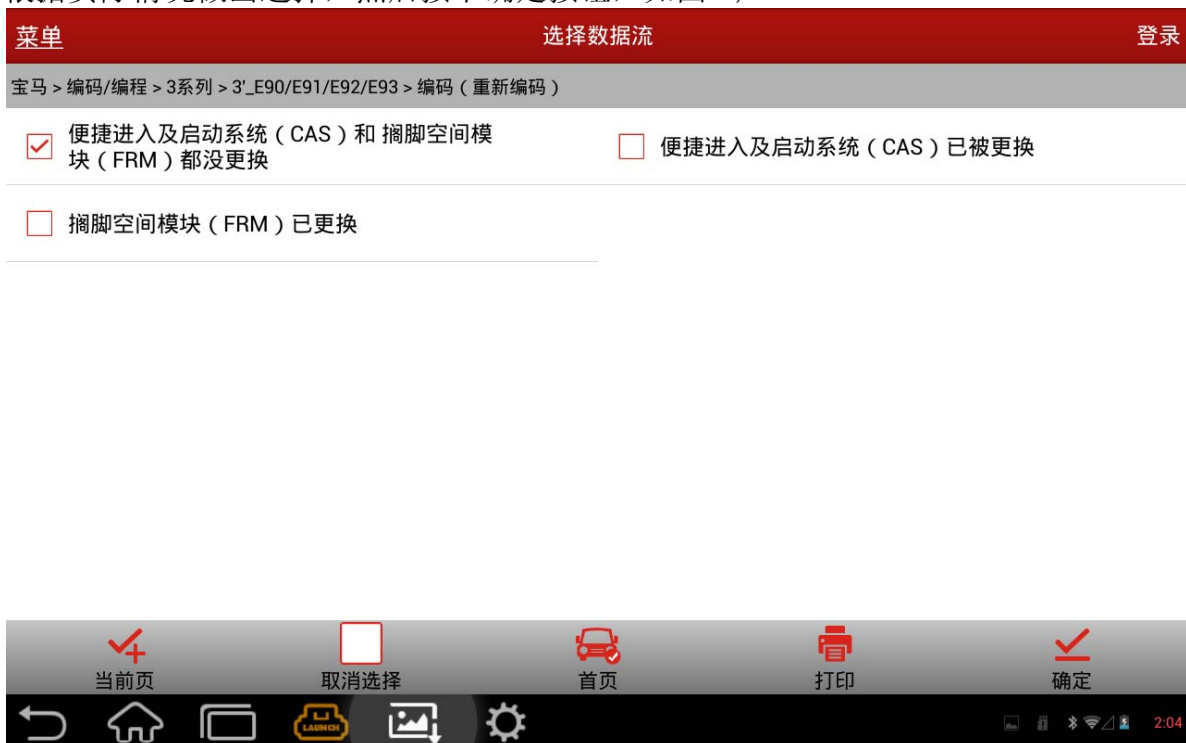 菜单
选择数据流
登录
宝马 > 编码/编程 > 3系列 > 3'_E90/E91/E92/E93 > 编码 ( 重新编码 )
便捷进入及启动系统 ( CAS ) 和 搁脚空间模
块 ( FRM ) 都没更换
便捷进入及启动系统 ( CAS ) 已被更换
搁脚空间模块 ( FRM ) 已更换
当前页
取消选择
首页
打印
确定
LAUNCH
2:04